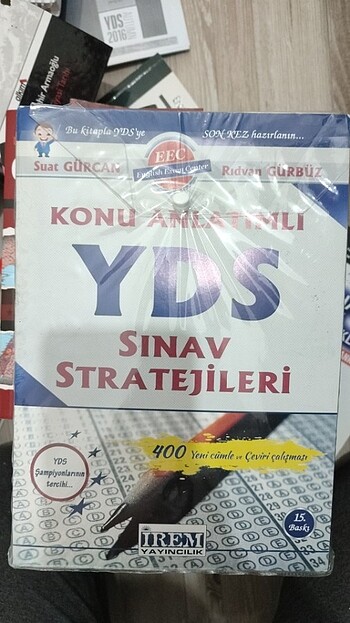 YDS
2016
Armaoğlu
Bu kitapla YDS'ye
SON KEZ hazırlanın...
EEC
English Exam Center
Suat GÜRCAN
Rıdvan GÜRBÜZ
KONU ANLATIMLI
YDS
SINAV
STRATEJİLERİ
400 Yeni cümle ve Çeviri çalışması
YDS
Şampiyonlarının
tercihi...
15.
Baskı
İREM
YAYINCILIK